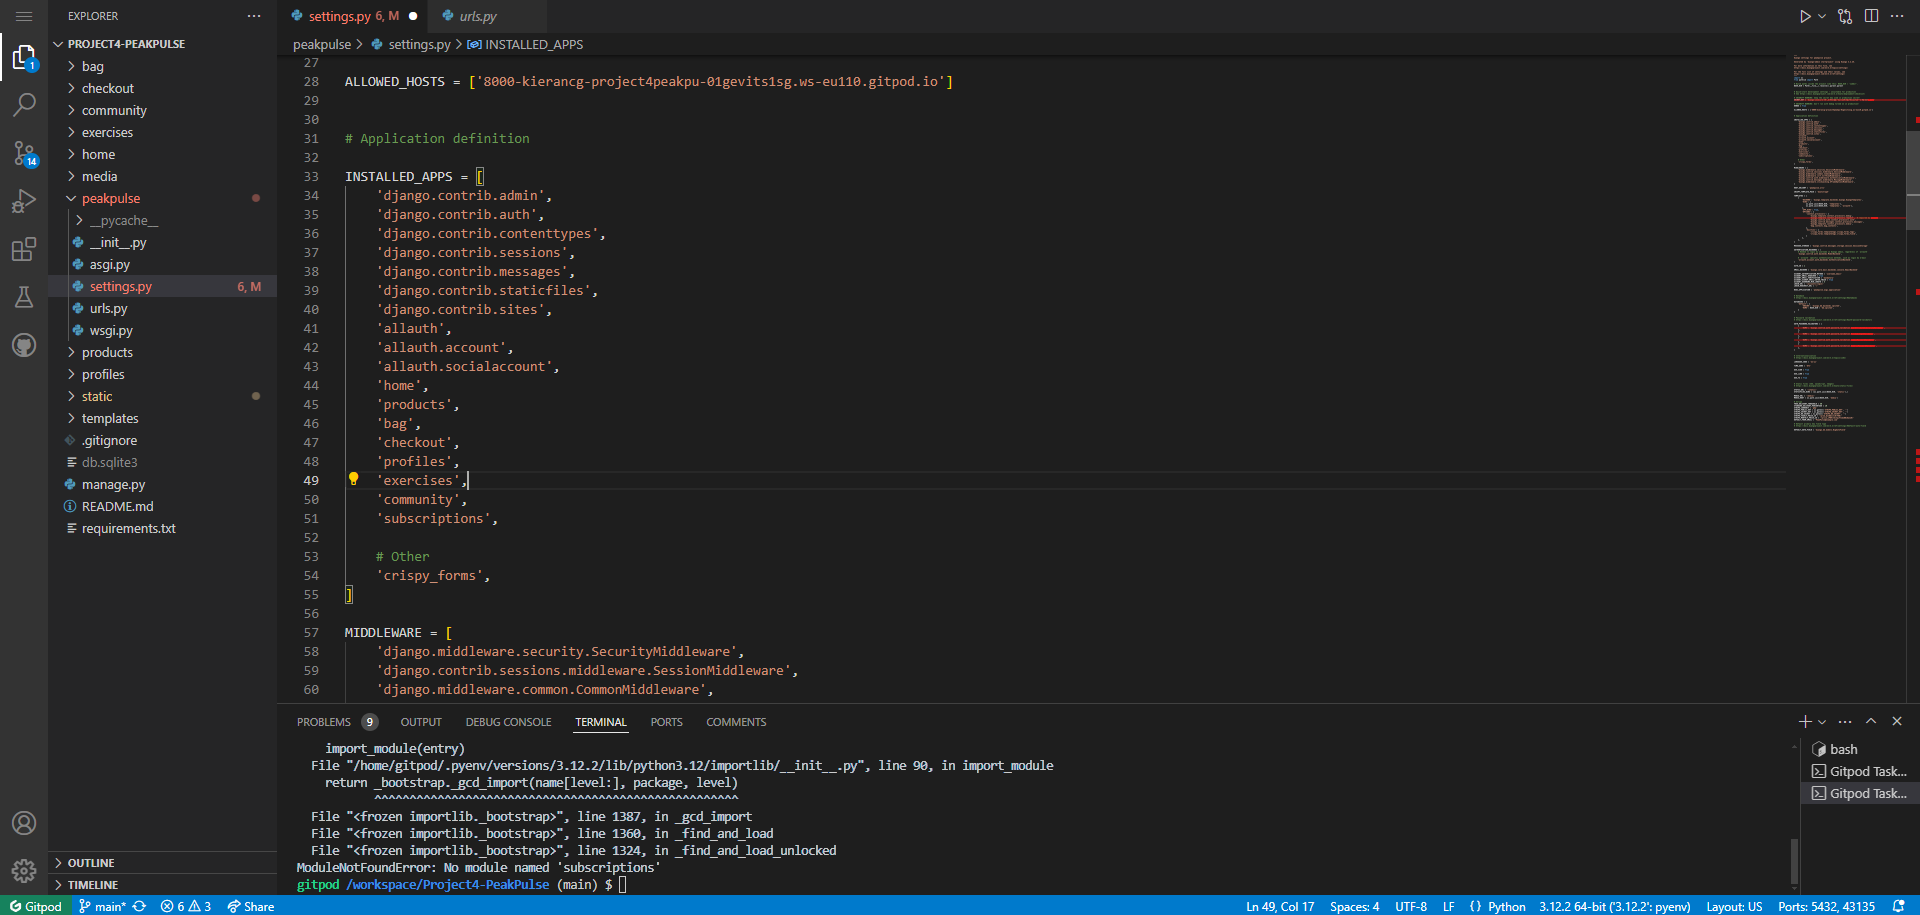 EXPLORER
PROJECT4-PEAKPULSE
bag
checkout
community
exercises
home
media
peakpulse
__pycache__
__init__.py
asgi.py
settings.py 6, M
urls.py
wsgi.py
products
profiles
static
templates
.gitignore
db.sqlite3
manage.py
README.md
requirements.txt
OUTLINE
TIMELINE
1
14
settings.py 6, M
urls.py
peakpulse > settings.py > INSTALLED_APPS
27
28 ALLOWED_HOSTS = ['8000-kierancg-project4peakpu-01gevits1sg.ws-eu110.gitpod.io']
29
30
31 # Application definition
32
33 INSTALLED_APPS = [
34 'django.contrib.admin',
35 'django.contrib.auth',
36 'django.contrib.contenttypes',
37 'django.contrib.sessions',
38 'django.contrib.messages',
39 'django.contrib.staticfiles',
40 'django.contrib.sites',
41 'allauth',
42 'allauth.account',
43 'allauth.socialaccount',
44 'home',
45 'products',
46 'bag',
47 'checkout',
48 'profiles',
49 'exercises',
50 'community',
51 'subscriptions',
52
53 # Other
54 'crispy_forms',
55 ]
56
57 MIDDLEWARE = [
58 'django.middleware.security.SecurityMiddleware',
59 'django.contrib.sessions.middleware.SessionMiddleware',
60 'django.middleware.common.CommonMiddleware',
PROBLEMS 9 OUTPUT DEBUG CONSOLE TERMINAL PORTS COMMENTS
import_module(entry)
File "/home/gitpod/.pyenv/versions/3.12.2/lib/python3.12/importlib/__init__.py", line 90, in import_module
return _bootstrap._gcd_import(name[level:], package, level)
^^^^^^^^^^^^^^^^^^^^^^^^^^^^^^^^^^^^^^^^^^^^^^^^^^^^
File "<frozen importlib._bootstrap>", line 1387, in _gcd_import
File "<frozen importlib._bootstrap>", line 1360, in _find_and_load
File "<frozen importlib._bootstrap>", line 1324, in _find_and_load_unlocked
ModuleNotFoundError: No module named 'subscriptions'
gitpod /workspace/Project4-PeakPulse (main) $
bash
Gitpod Task...
Gitpod Task...
Gitpod main* 6 3 Share Ln 49, Col 17 Spaces: 4 UTF-8 LF {} Python 3.12.2 64-bit ('3.12.2': pyenv) Layout: US Ports: 5432, 43135